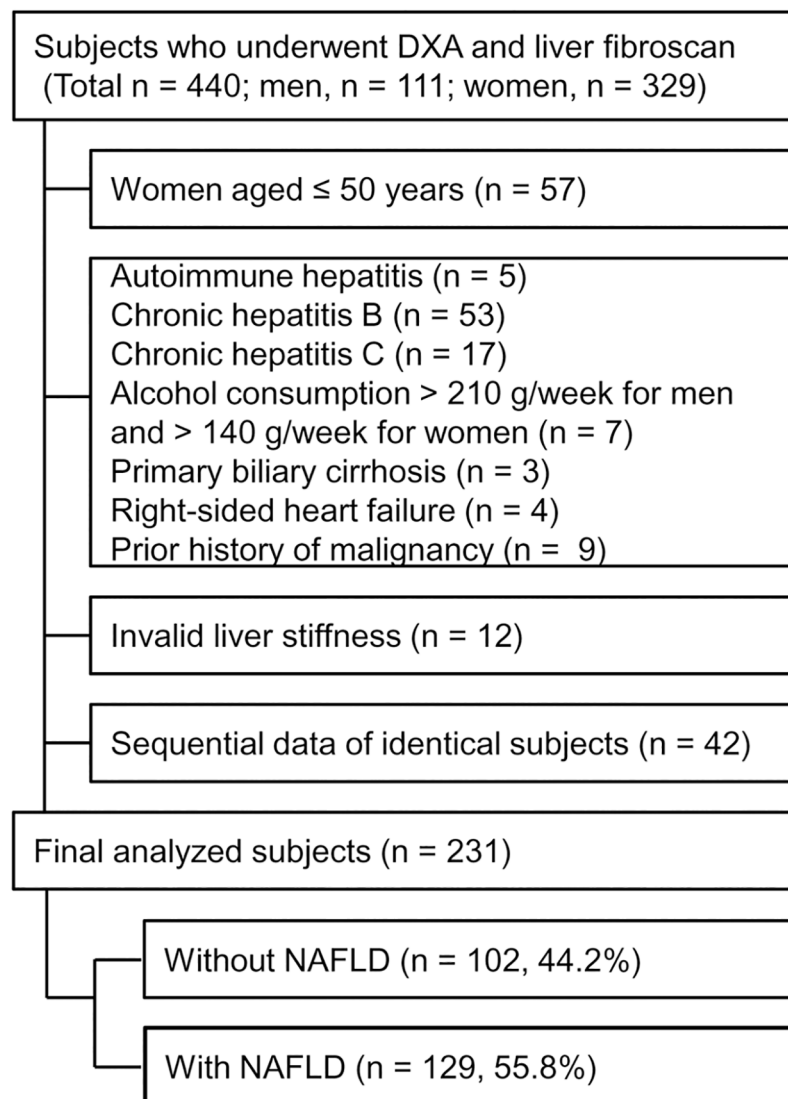 Subjects who underwent DXA and liver fibroscan
(Total n = 440; men, n = 111; women, n = 329)
Women aged ≤ 50 years (n = 57)
Autoimmune hepatitis (n = 5)
Chronic hepatitis B (n = 53)
Chronic hepatitis C (n = 17)
Alcohol consumption > 210 g/week for men
and > 140 g/week for women (n = 7)
Primary biliary cirrhosis (n = 3)
Right-sided heart failure (n = 4)
Prior history of malignancy (n =  9)
Invalid liver stiffness (n = 12)
Sequential data of identical subjects (n = 42)
Final analyzed subjects (n = 231)
Without NAFLD (n = 102, 44.2%)
With NAFLD (n = 129, 55.8%)